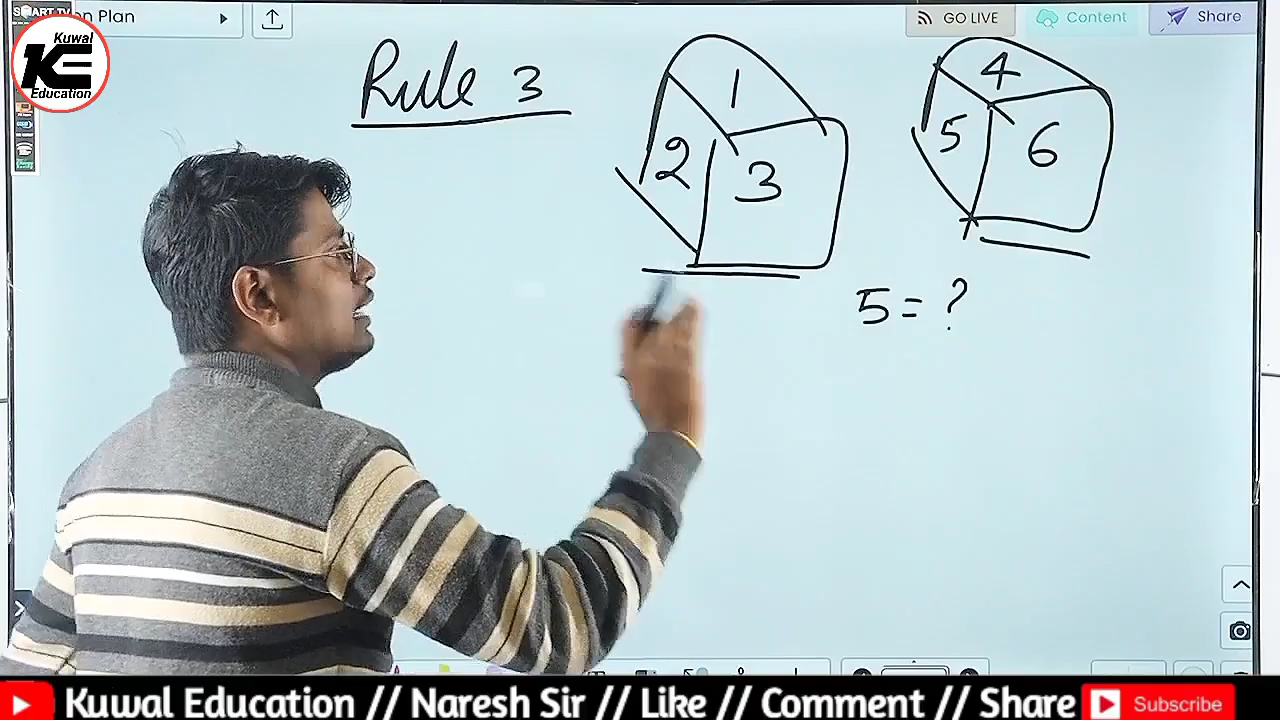 n Plan
GO LIVE
Content
Share
Kuwal
KE
Education
Rule 3
1
2
3
4
5
6
5 = ?
Kuwal Education // Naresh Sir // Like // Comment // Share
Subscribe